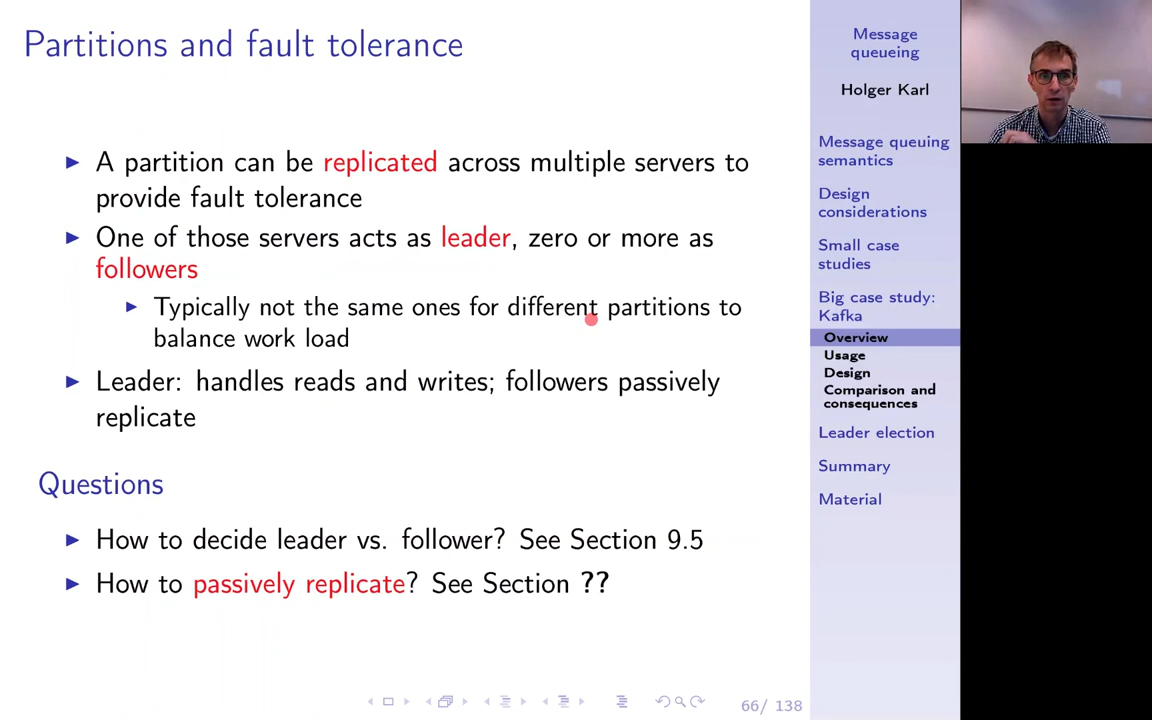 Partitions and fault tolerance
A partition can be replicated across multiple servers to
provide fault tolerance
One of those servers acts as leader, zero or more as
followers
Typically not the same ones for different partitions to
balance work load
Leader: handles reads and writes; followers passively
replicate
Questions
How to decide leader vs. follower? See Section 9.5
How to passively replicate? See Section ??
66/ 138
Message
queueing
Holger Karl
Message queuing
semantics
Design
considerations
Small case
studies
Big case study:
Kafka
Overview
Usage
Design
Comparison and
consequences
Leader election
Summary
Material